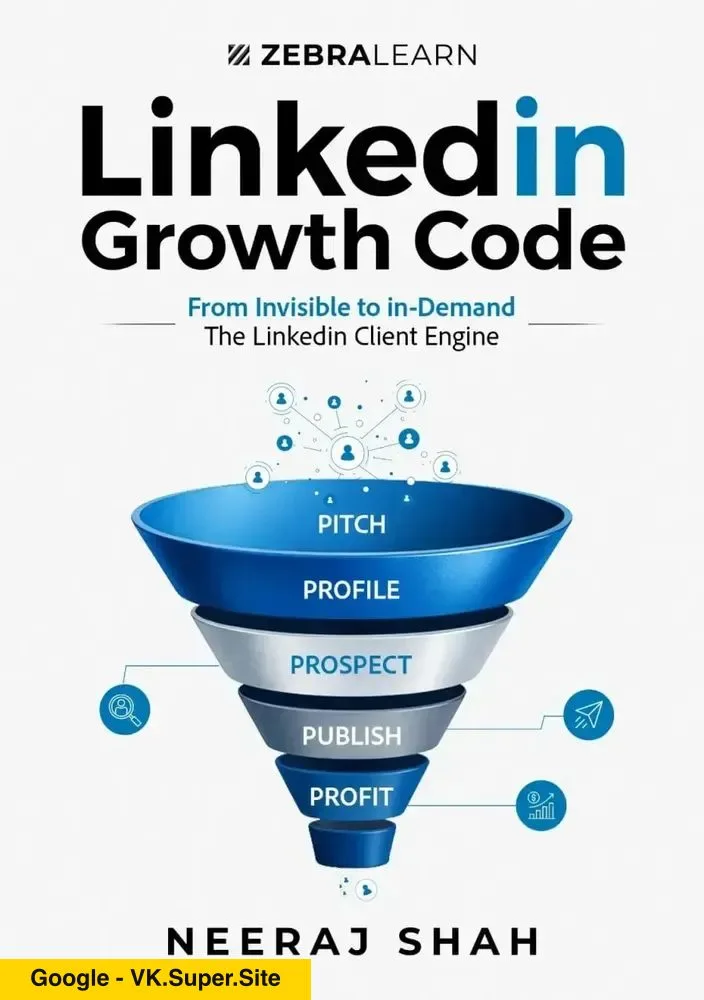 ZEBRALEARN
Linkedin
Growth Code
From Invisible to in-Demand
The Linkedin Client Engine
PITCH
PROFILE
PROSPECT
PUBLISH
PROFIT
NEERAJ SHAH
Google - VK.Super.Site